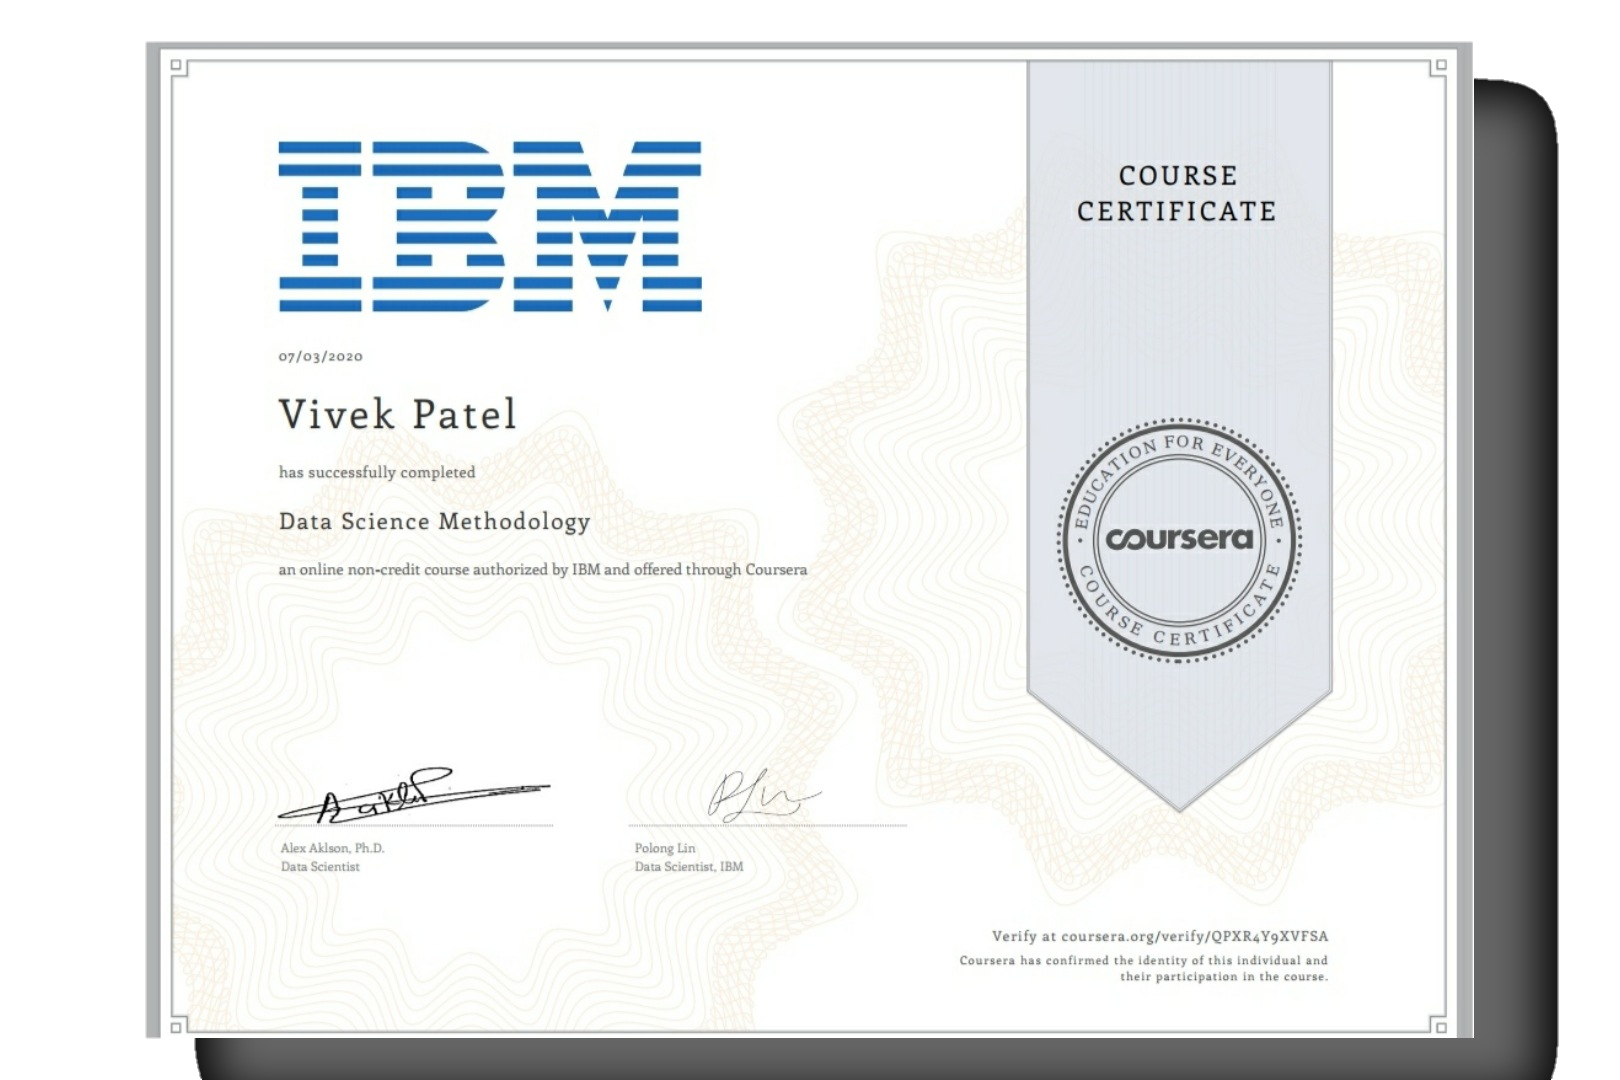 IBM
COURSE
CERTIFICATE
07/03/2020
Vivek Patel
has successfully completed
Data Science Methodology
an online non-credit course authorized by IBM and offered through Coursera
EDUCATION FOR EVERYONE
coursera
COURSE CERTIFICATE
Alex Aklson, Ph.D.
Data Scientist
Polong Lin
Data Scientist, IBM
Verify at coursera.org/verify/QPXR4Y9XVFSA
Coursera has confirmed the identity of this individual and
their participation in the course.